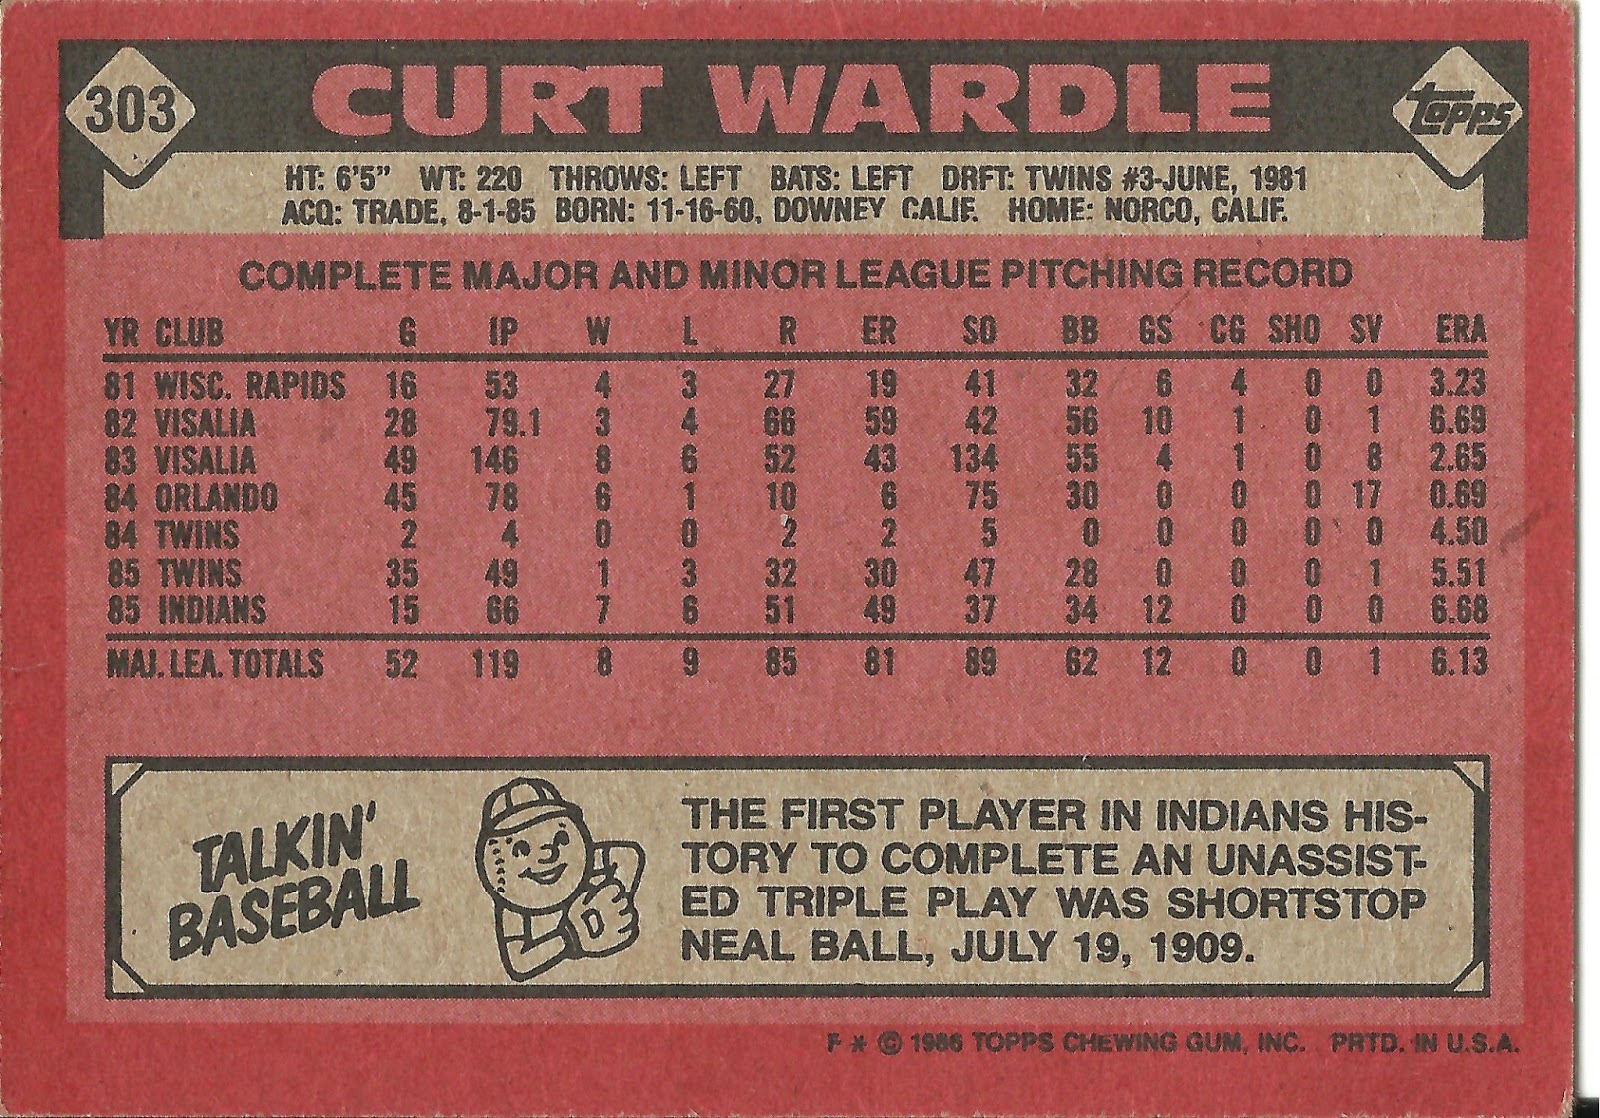 303
CURT WARDLE
topps
HT: 6'5" WT: 220 THROWS: LEFT BATS: LEFT DRFT: TWINS #3-JUNE, 1981
ACQ: TRADE, 8-1-85 BORN: 11-16-60, DOWNEY CALIF. HOME: NORCO, CALIF.
COMPLETE MAJOR AND MINOR LEAGUE PITCHING RECORD
YR CLUB G IP W L R ER SO BB GS CG SHO SV ERA
81 WISC. RAPIDS 16 53 4 3 27 19 41 32 6 4 0 0 3.23
82 VISALIA 28 79.1 3 4 66 59 42 56 10 1 0 1 6.69
83 VISALIA 49 146 8 6 52 43 134 55 4 1 0 8 2.65
84 ORLANDO 45 78 6 1 10 6 75 30 0 0 0 17 0.69
84 TWINS 2 4 0 0 2 2 5 0 0 0 0 0 4.50
85 TWINS 35 49 1 3 32 30 47 28 0 0 0 1 5.51
85 INDIANS 15 66 7 6 51 49 37 34 12 0 0 0 6.68
MAJ. LEA. TOTALS 52 119 8 9 85 81 89 62 12 0 0 1 6.13
TALKIN'
BASEBALL
THE FIRST PLAYER IN INDIANS HIS-
TORY TO COMPLETE AN UNASSIST-
ED TRIPLE PLAY WAS SHORTSTOP
NEAL BALL, JULY 19, 1909.
F * © 1986 TOPPS CHEWING GUM, INC. PRTD. IN U.S.A.